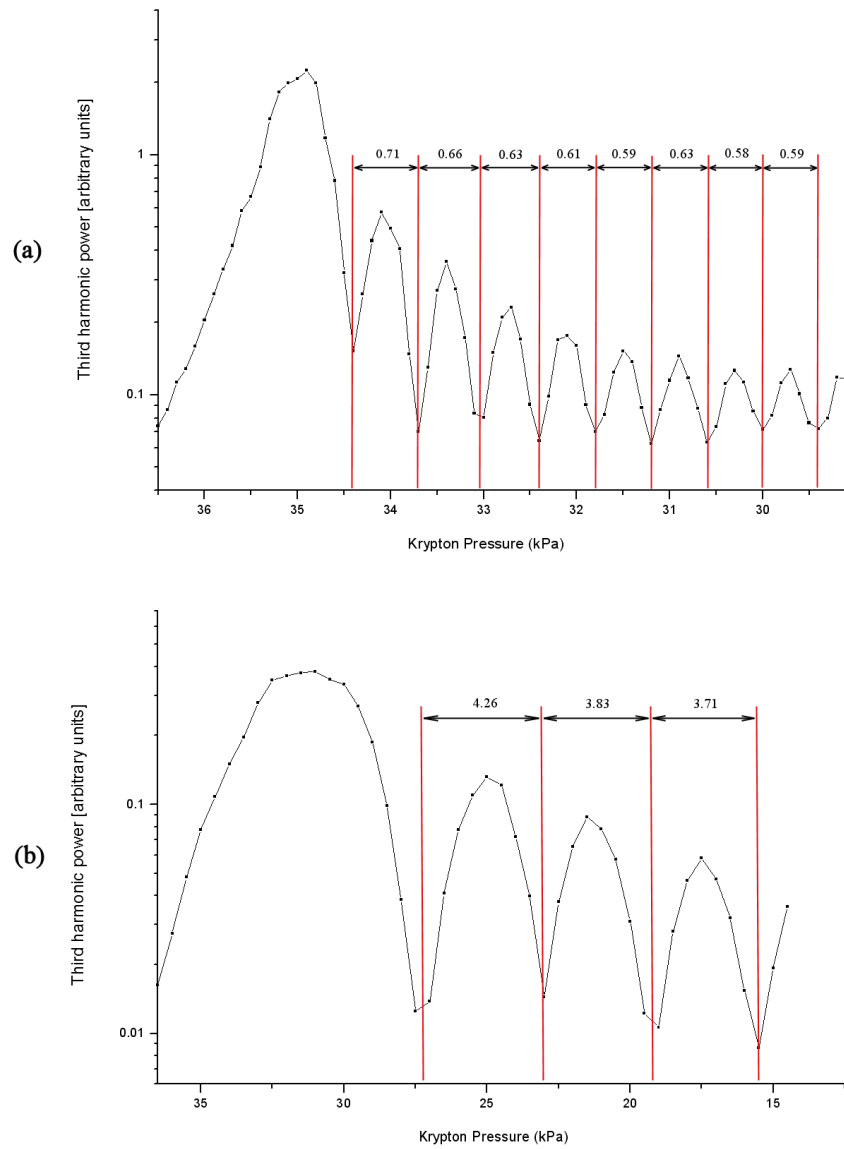 (a)
Third harmonic power [arbitrary units]
1
0.1
0.71 0.66 0.63 0.61 0.59 0.63 0.58 0.59
36 35 34 33 32 31 30
Krypton Pressure (kPa)
(b)
Third harmonic power [arbitrary units]
0.1
0.01
4.26 3.83 3.71
35 30 25 20 15
Krypton Pressure (kPa)